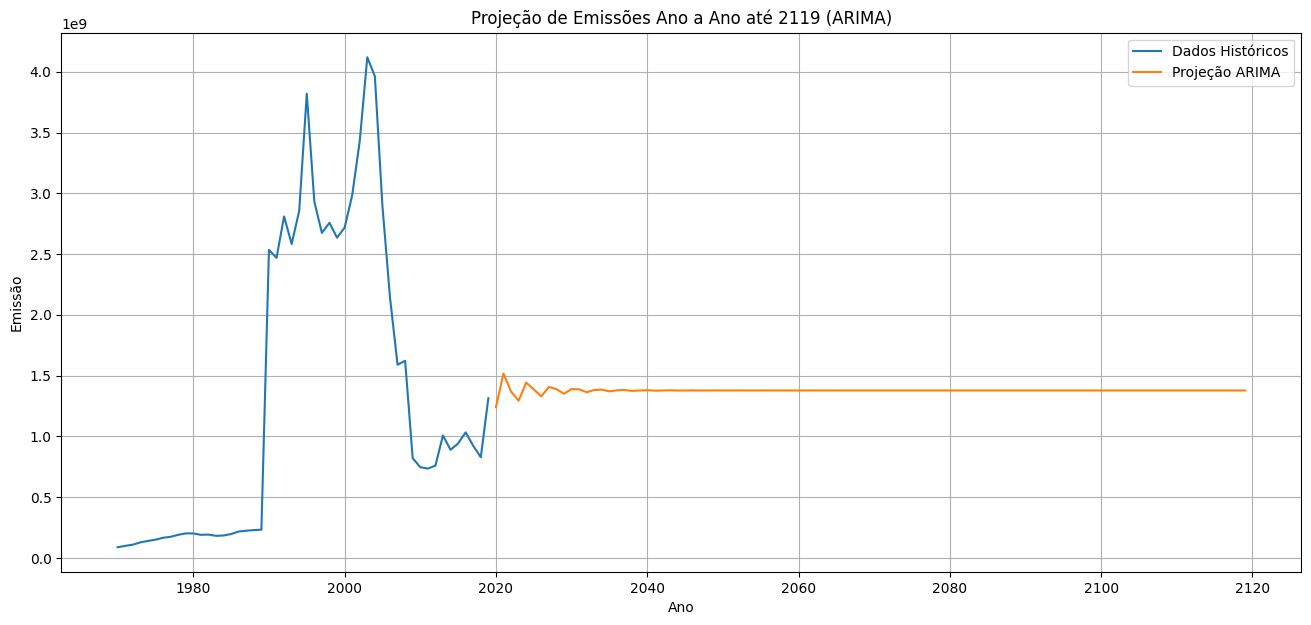 Projeção de Emissões Ano a Ano até 2119 (ARIMA)
1e9
Dados Históricos
Projeção ARIMA
4.0
3.5
3.0
2.5
2.0
1.5
1.0
0.5
0.0
Emissão
1980 2000 2020 2040 2060 2080 2100 2120
Ano